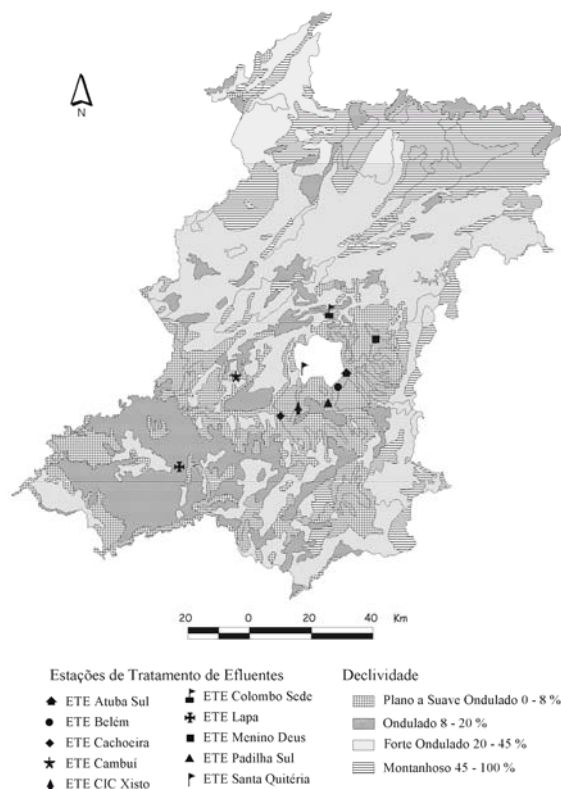 N
20 0 20 40 Km
Estações de Tratamento de Efluentes
ETE Atuba Sul
ETE Belém
ETE Cachoeira
ETE Cambuí
ETE CIC Xisto
ETE Colombo Sede
ETE Lapa
ETE Menino Deus
ETE Padilha Sul
ETE Santa Quitéria
Declividade
Plano a Suave Ondulado 0 - 8 %
Ondulado 8 - 20 %
Forte Ondulado 20 - 45 %
Montanhoso 45 - 100 %